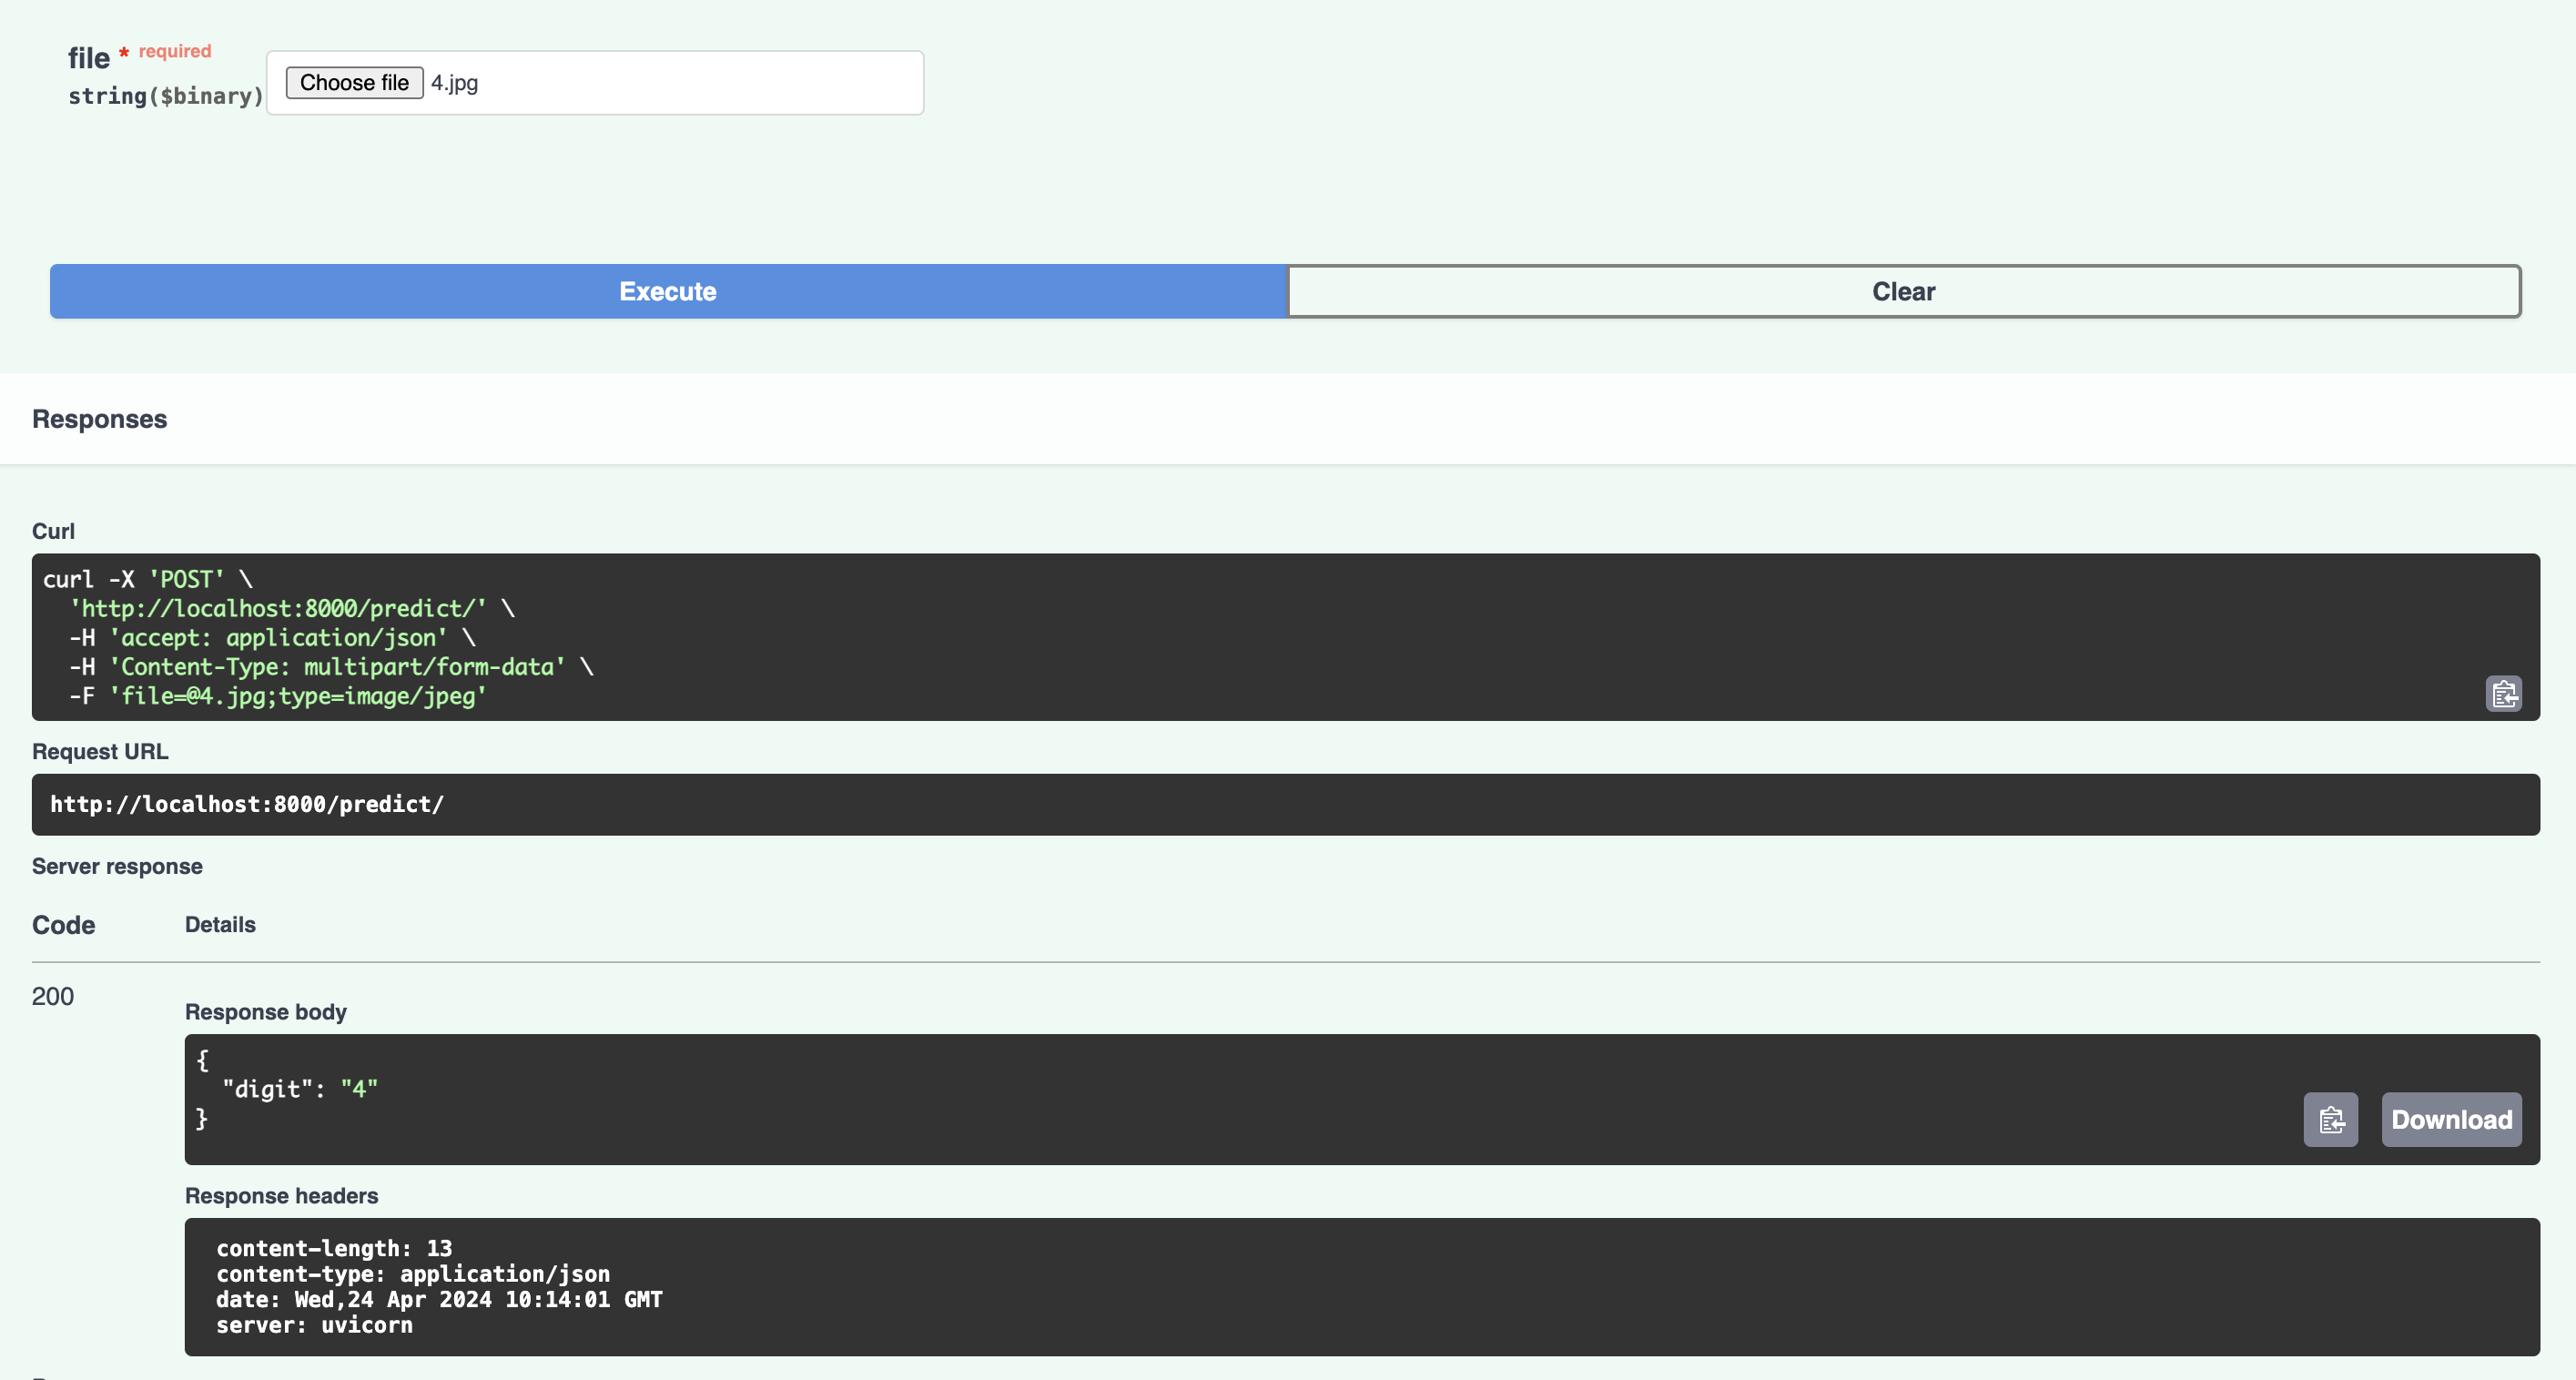 file * required
string($binary)
Choose file 4.jpg
Execute
Clear
Responses
Curl
curl -X 'POST' \
'http://localhost:8000/predict/' \
-H 'accept: application/json' \
-H 'Content-Type: multipart/form-data' \
-F 'file=@4.jpg;type=image/jpeg'
Request URL
http://localhost:8000/predict/
Server response
Code Details
200
Response body
{
"digit": "4"
}
Download
Response headers
content-length: 13
content-type: application/json
date: Wed,24 Apr 2024 10:14:01 GMT
server: uvicorn